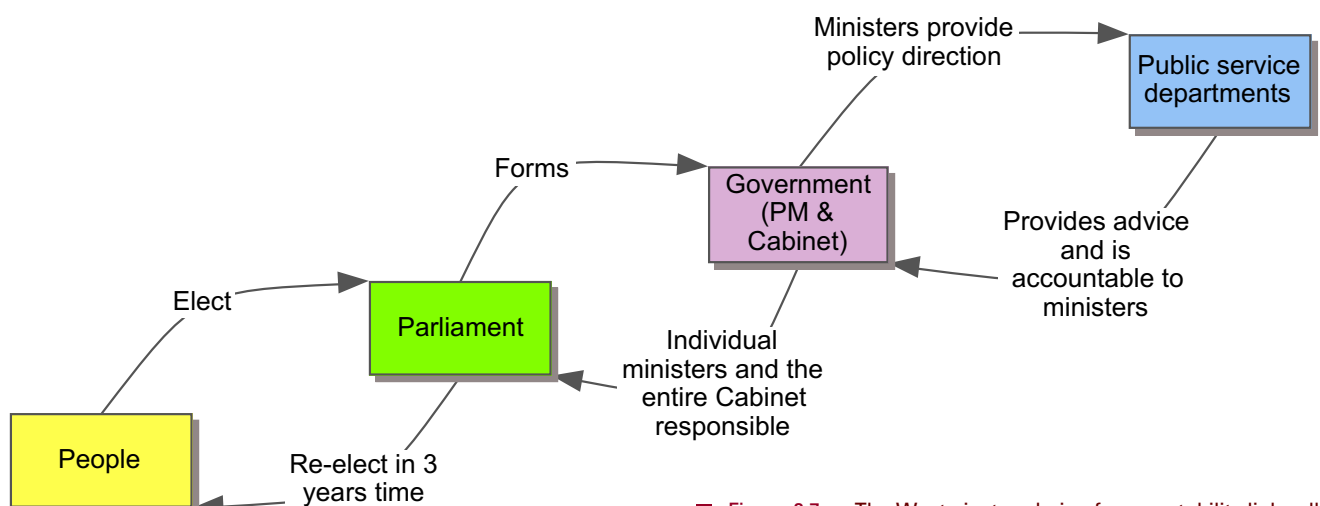 Ministers provide
policy direction
Public service
departments
Forms
Government
(PM &
Cabinet)
Provides advice
and is
accountable to
ministers
Elect
Parliament
Individual
ministers and the
entire Cabinet
responsible
People
Re-elect in 3
years time